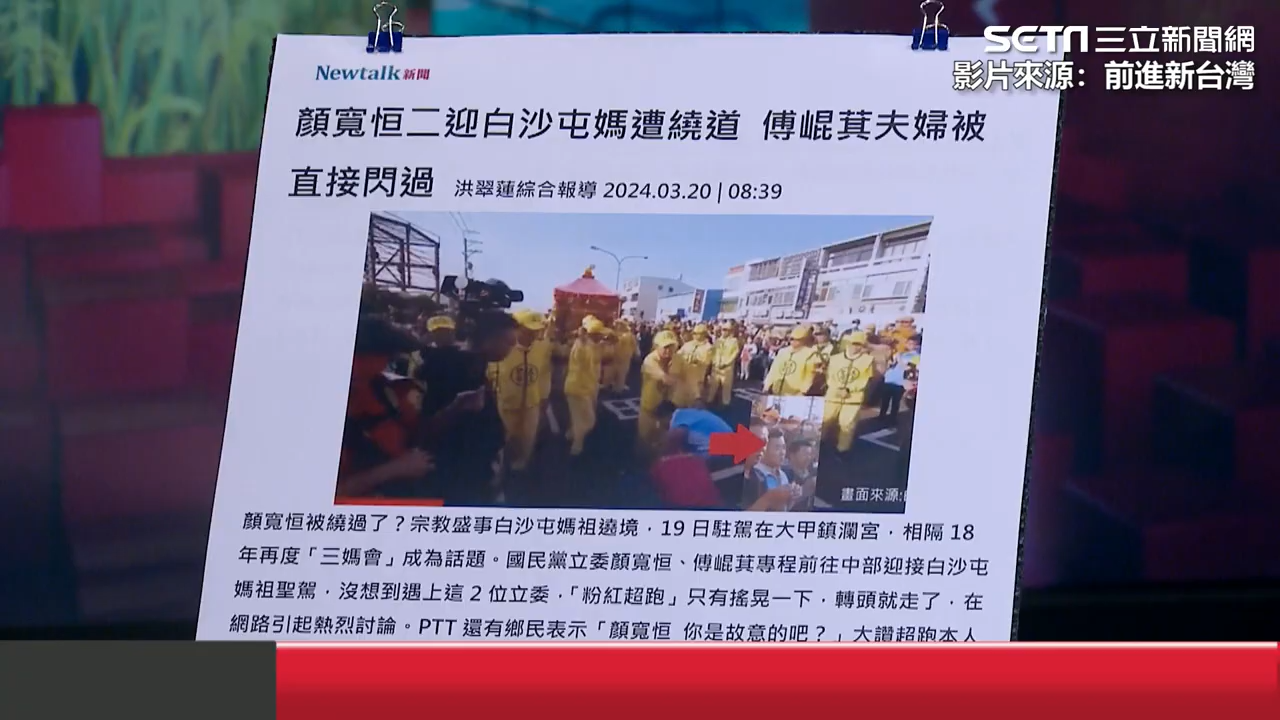 SETN三立新聞網
影片來源：前進新台灣
Newtalk新聞
顏寬恒二迎白沙屯媽遭繞道 傅崐萁夫婦被
直接閃過 洪翠蓮綜合報導 2024.03.20 | 08:39
畫面來源:
顏寬恒被繞過了？宗教盛事白沙屯媽祖遶境，19 日駐駕在大甲鎮瀾宮，相隔 18
年再度「三媽會」成為話題。國民黨立委顏寬恒、傅崐萁專程前往中部迎接白沙屯
媽祖聖駕，沒想到遇上這 2 位立委，「粉紅超跑」只有搖晃一下，轉頭就走了，在
網路引起熱烈討論。PTT 還有鄉民表示「顏寬恒 你是故意的吧？」大讚超跑本人